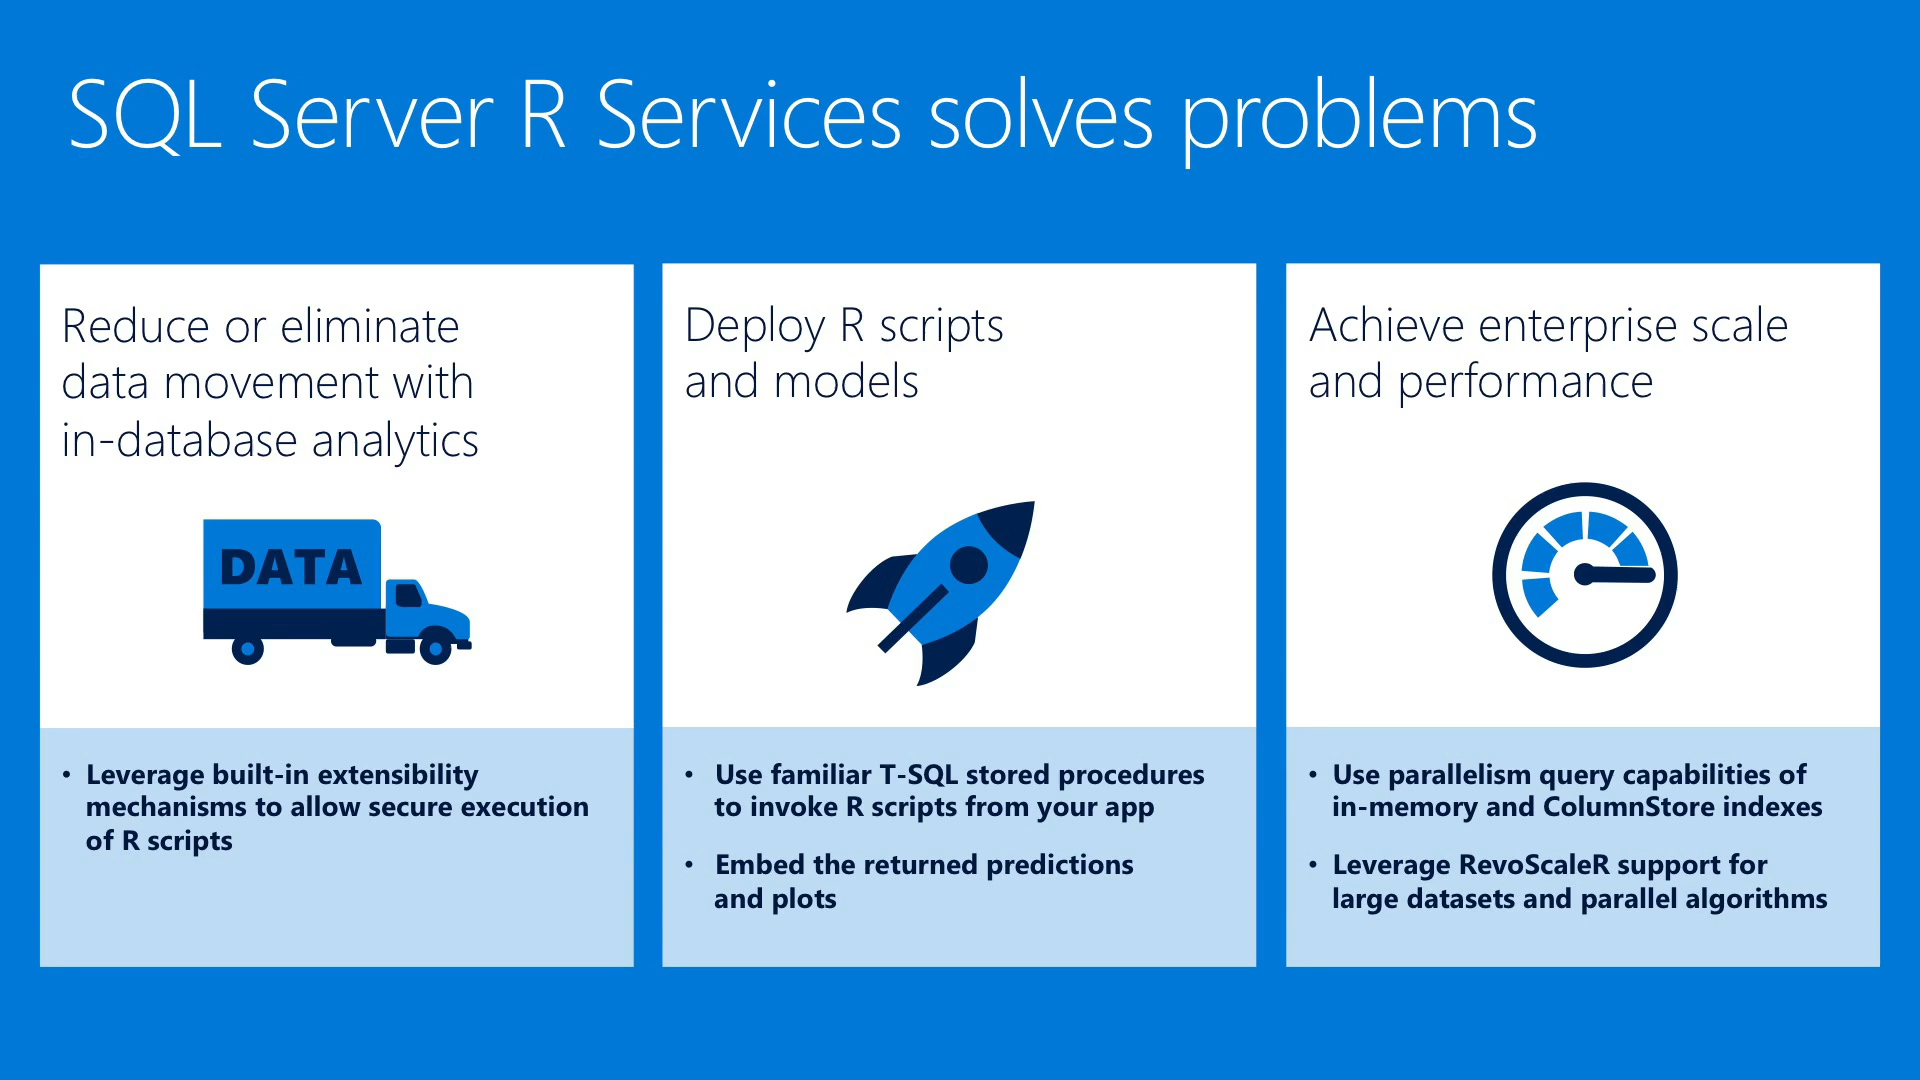 SQL Server R Services solves problems
Reduce or eliminate
data movement with
in-database analytics
DATA
• Leverage built-in extensibility
mechanisms to allow secure execution
of R scripts
Deploy R scripts
and models
• Use familiar T-SQL stored procedures
to invoke R scripts from your app
• Embed the returned predictions
and plots
Achieve enterprise scale
and performance
• Use parallelism query capabilities of
in-memory and ColumnStore indexes
• Leverage RevoScaleR support for
large datasets and parallel algorithms